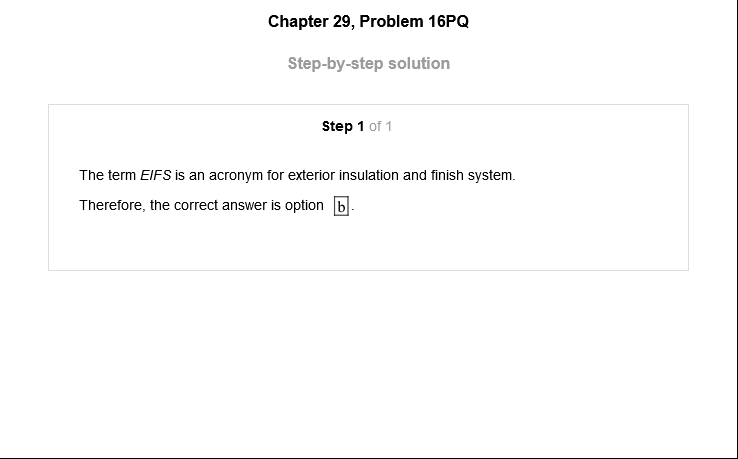 Chapter 29, Problem 16PQ
Step-by-step solution
Step 1 of 1
The term EIFS is an acronym for exterior insulation and finish system.
Therefore, the correct answer is option b.